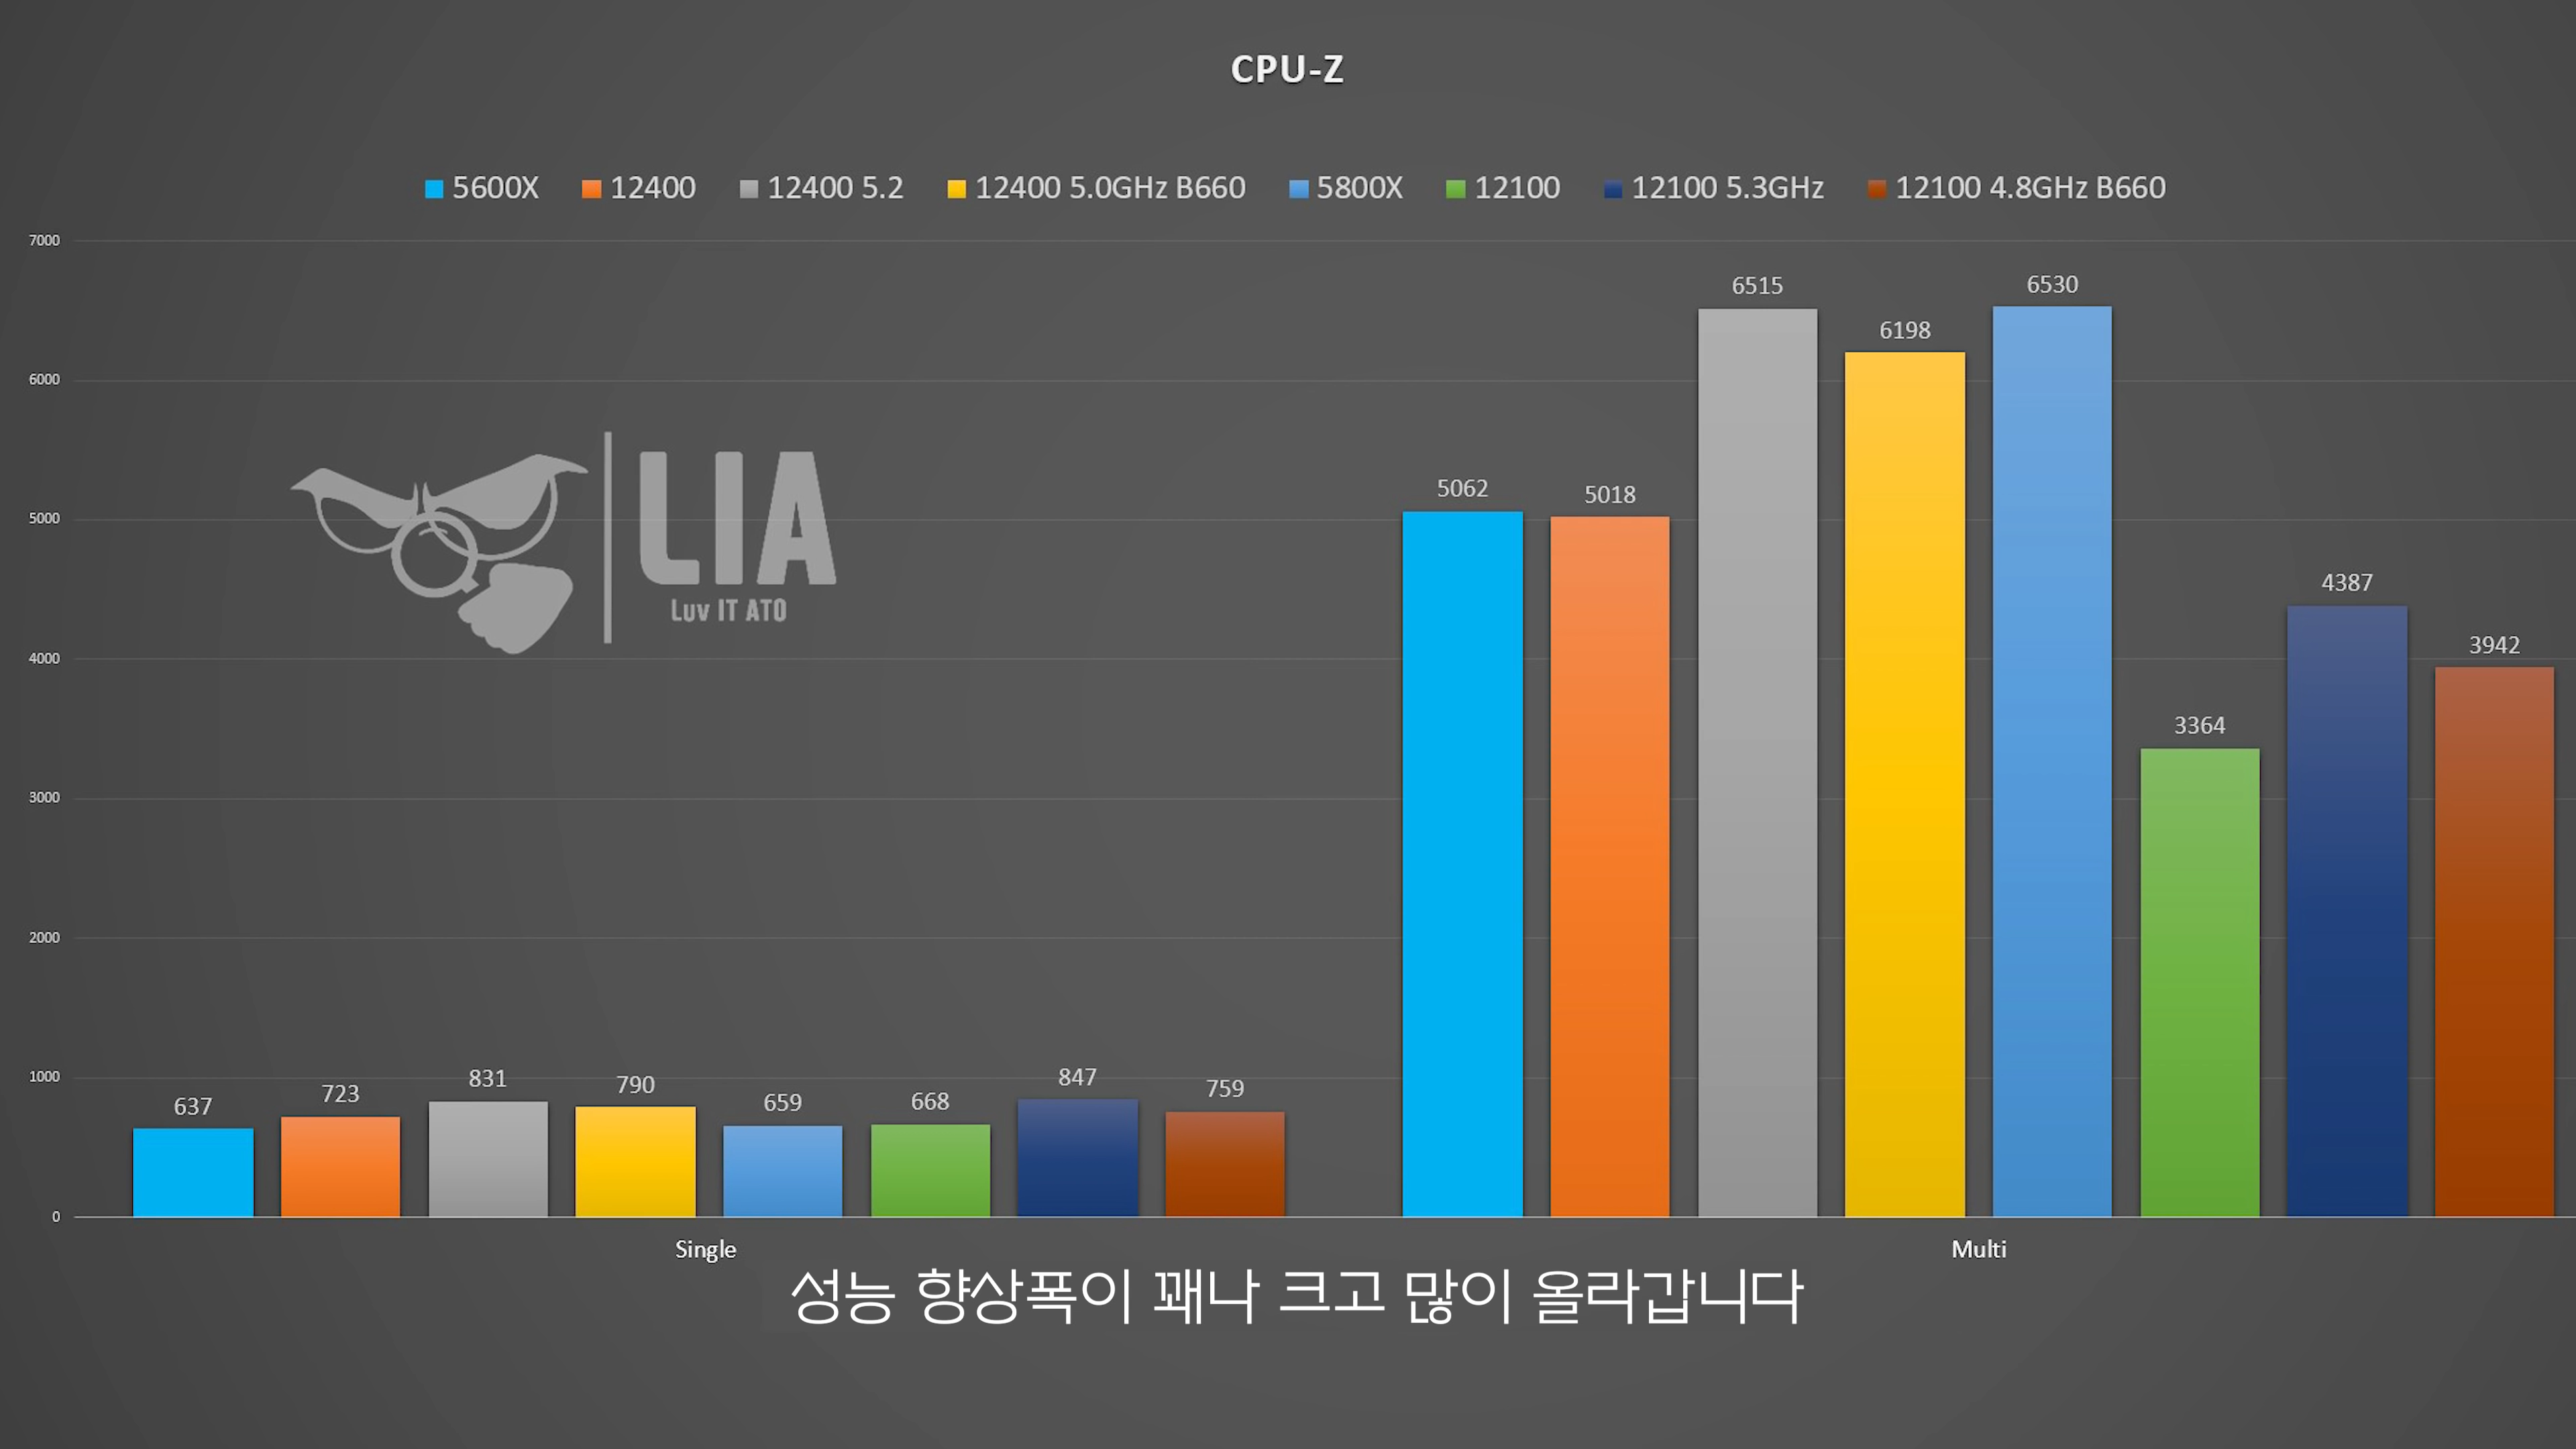 CPU-Z
5600X 12400 12400 5.2 12400 5.0GHz B660 5800X 12100 12100 5.3GHz 12100 4.8GHz B660
7000
6000
5000
4000
3000
2000
1000
0
LIA
Luv IT ATO
637 723 831 790 659 668 847 759
5062 5018 6515 6198 6530 3364 4387 3942
Single Multi
성능 향상폭이 꽤나 크고 많이 올라갑니다